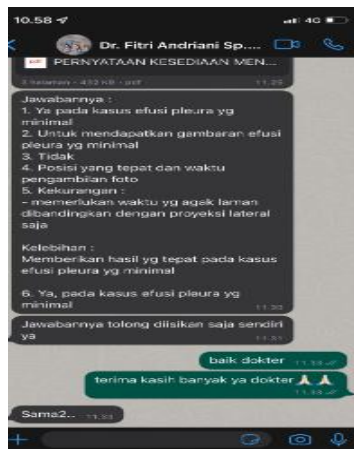 10.58
4G
Dr. Fitri Andriani Sp....
PERNYATAAN KESEDIAAN MEN...
11.25
Jawabannya :
1. Ya pada kasus efusi pleura yg
minimal
2. Untuk mendapatkan gambaran efusi
pleura yg minimal
3. Tidak
4. Posisi yang tepat dan waktu
pengambilan foto
5. Kekurangan :
- memerlukan waktu yg agak laman
dibandingkan dengan proyeksi lateral
saja
Kelebihan :
Memberikan hasil yg tepat pada kasus
efusi pleura yg minimal
6. Ya, pada kasus efusi pleura yg
minimal
Jawabannya tolong diisikan saja sendiri
ya
baik dokter
terima kasih banyak ya dokter 🙏🙏
Sama2..